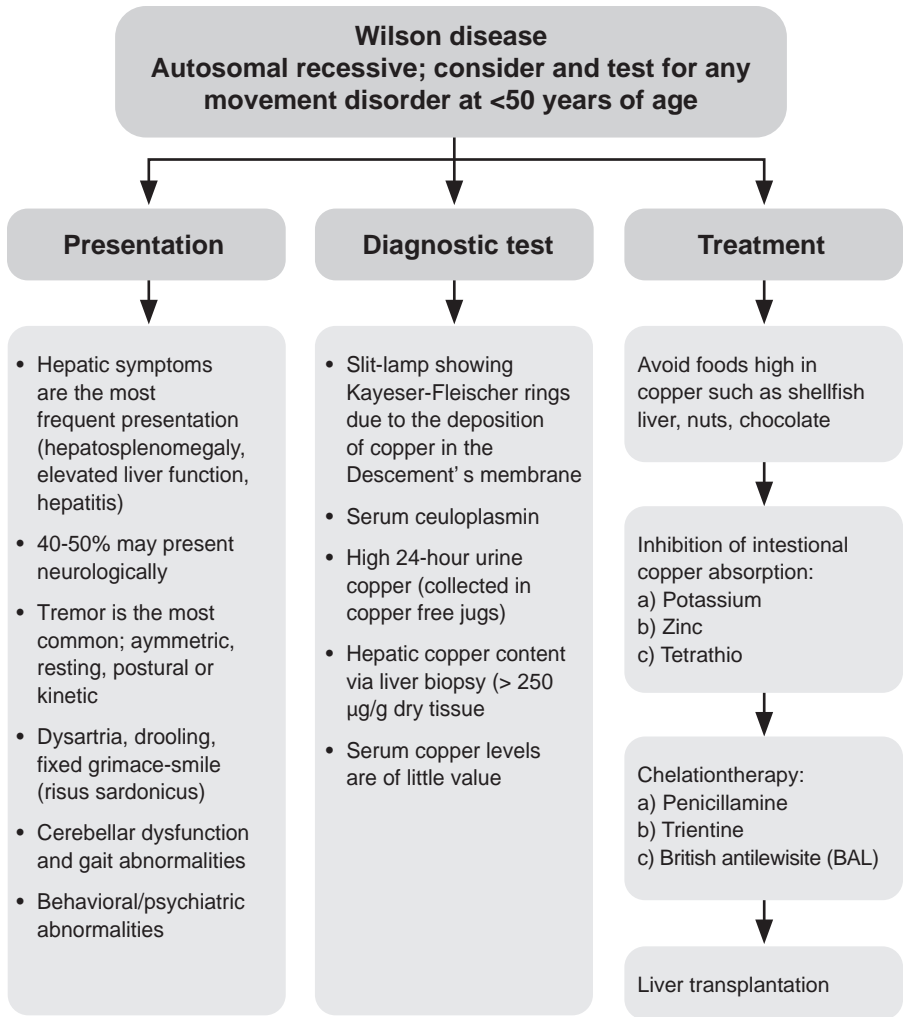 Wilson disease
Autosomal recessive; consider and test for any
movement disorder at <50 years of age
Presentation
• Hepatic symptoms
are the most
frequent presentation
(hepatosplenomegaly,
elevated liver function,
hepatitis)
• 40-50% may present
neurologically
• Tremor is the most
common; aymmetric,
resting, postural or
kinetic
• Dysartria, drooling,
fixed grimace-smile
(risus sardonicus)
• Cerebellar dysfunction
and gait abnormalities
• Behavioral/psychiatric
abnormalities
Diagnostic test
• Slit-lamp showing
Kayeser-Fleischer rings
due to the deposition
of copper in the
Descement' s membrane
• Serum ceuloplasmin
• High 24-hour urine
copper (collected in
copper free jugs)
• Hepatic copper content
via liver biopsy (> 250
µg/g dry tissue
• Serum copper levels
are of little value
Treatment
Avoid foods high in
copper such as shellfish
liver, nuts, chocolate
Inhibition of intestional
copper absorption:
a) Potassium
b) Zinc
c) Tetrathio
Chelationtherapy:
a) Penicillamine
b) Trientine
c) British antilewisite (BAL)
Liver transplantation